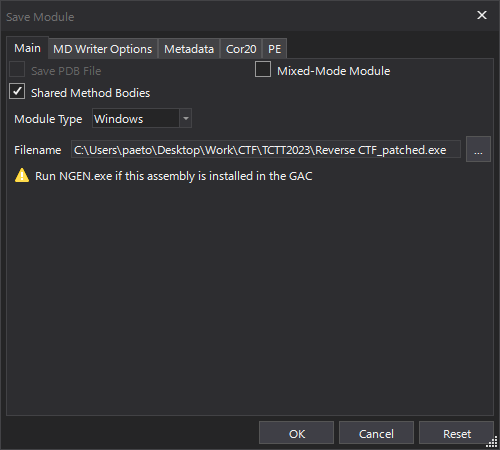 Save Module
Main MD Writer Options Metadata Cor20 PE
Save PDB File Mixed-Mode Module
Shared Method Bodies
Module Type Windows
Filename C:\Users\paeto\Desktop\Work\CTF\TCTT2023\Reverse CTF_patched.exe ...
Run NGEN.exe if this assembly is installed in the GAC
OK Cancel Reset